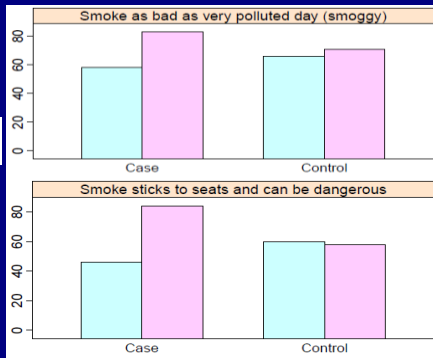 Smoke as bad as very polluted day (smoggy)
80
60
40
20
0
Case Control
Smoke sticks to seats and can be dangerous
80
60
40
20
0
Case Control